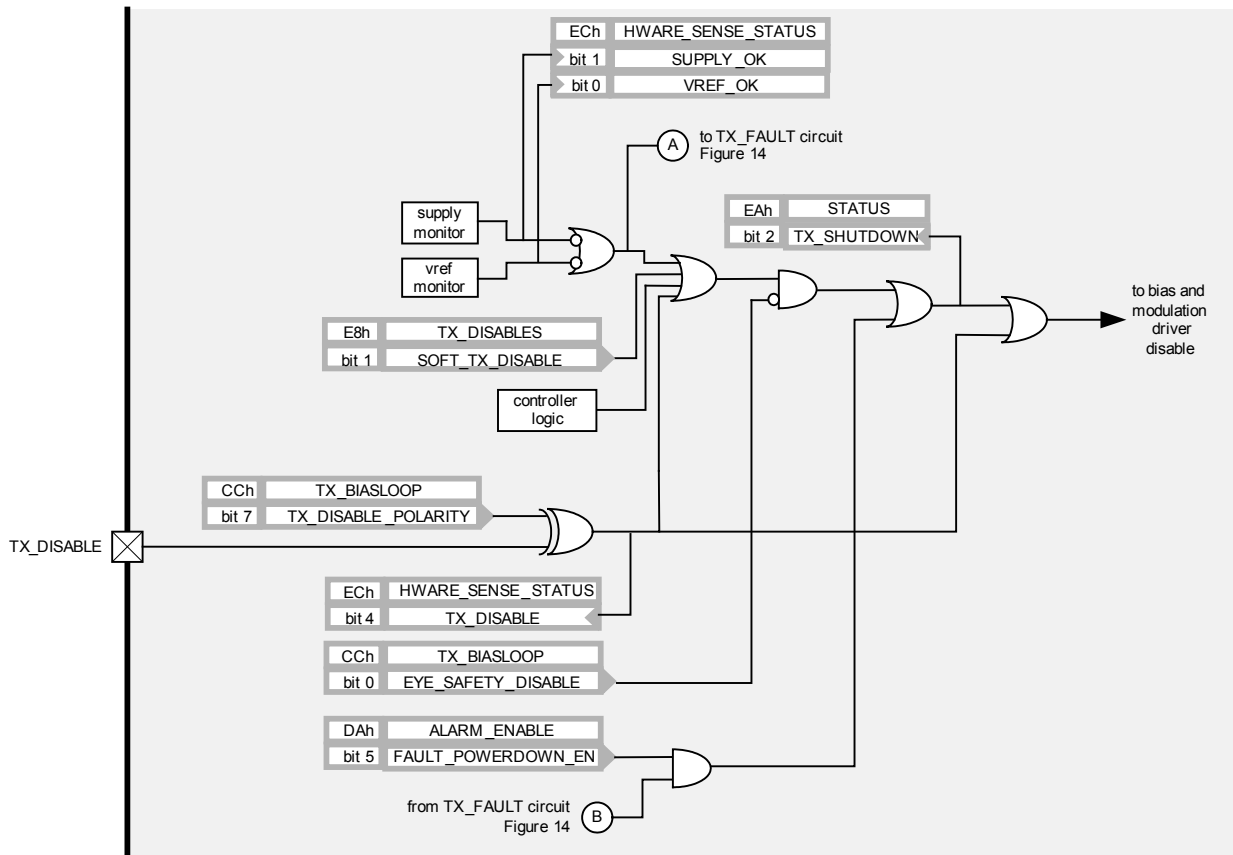 ECh HWARE_SENSE_STATUS
bit 1 SUPPLY_OK
bit 0 VREF_OK
A
to TX_FAULT circuit
Figure 14
supply
monitor
vref
monitor
EAh STATUS
bit 2 TX_SHUTDOWN
to bias and
modulation
driver
disable
E8h TX_DISABLES
bit 1 SOFT_TX_DISABLE
controller
logic
CCh TX_BIASLOOP
bit 7 TX_DISABLE_POLARITY
TX_DISABLE
ECh HWARE_SENSE_STATUS
bit 4 TX_DISABLE
CCh TX_BIASLOOP
bit 0 EYE_SAFETY_DISABLE
DAh ALARM_ENABLE
bit 5 FAULT_POWERDOWN_EN
from TX_FAULT circuit
Figure 14
B